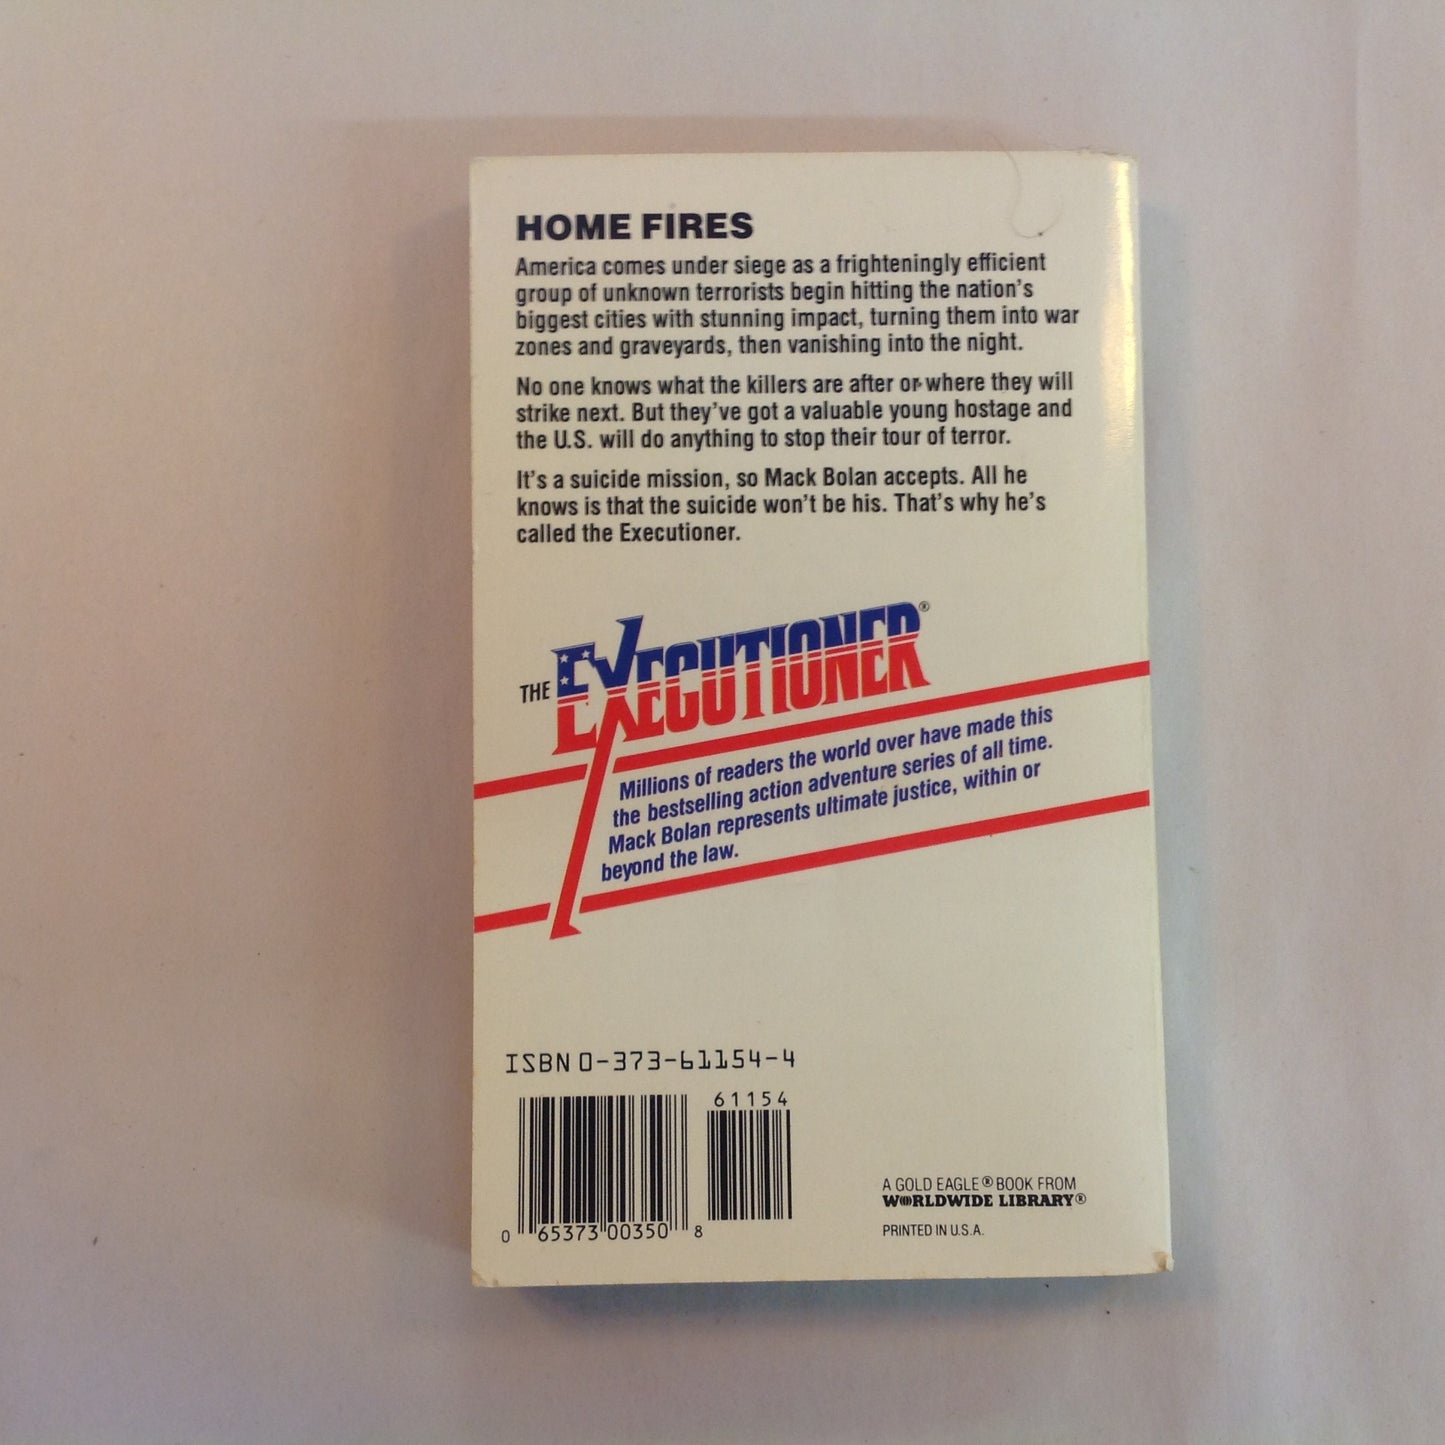 HOME FIRES
America comes under siege as a frighteningly efficient
group of unknown terrorists begin hitting the nation's
biggest cities with stunning impact, turning them into war
zones and graveyards, then vanishing into the night.
No one knows what the killers are after or where they will
strike next. But they've got a valuable young hostage and
the U.S. will do anything to stop their tour of terror.
It's a suicide mission, so Mack Bolan accepts. All he
knows is that the suicide won't be his. That's why he's
called the Executioner.
THE EXECUTIONER®
Millions of readers the world over have made this
the bestselling action adventure series of all time.
Mack Bolan represents ultimate justice, within or
beyond the law.
ISBN 0-373-61154-4
61154
0 65373 00350 8
A GOLD EAGLE® BOOK FROM
WORLDWIDE LIBRARY®
PRINTED IN U.S.A.